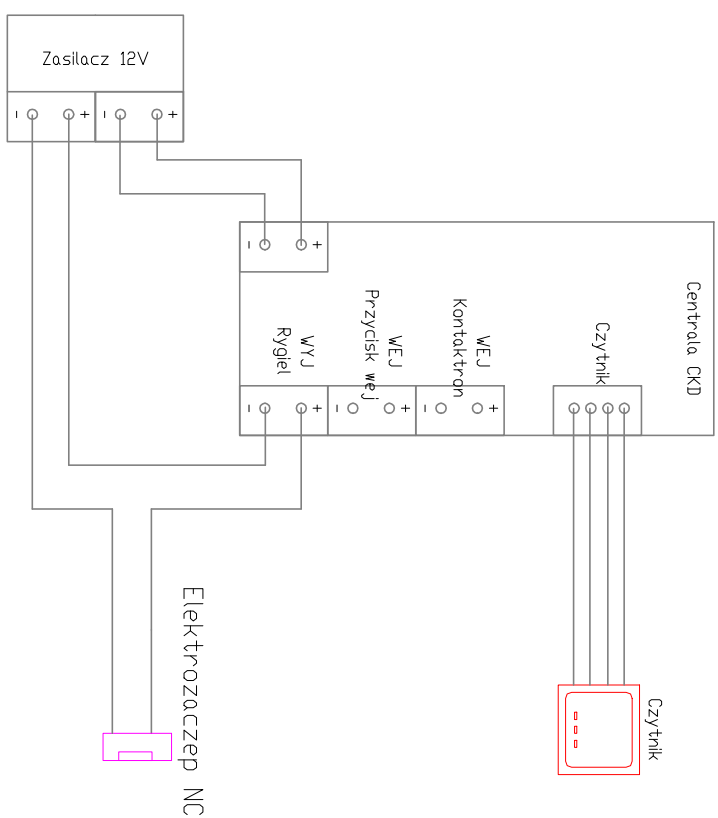 Zasilacz 12V
- + - +
- +
Centrala CKD
WYJ
Rygiel
WEJ
Przycisk wej
WEJ
Kontaktron
Czytnik
- + - + - +
Elektrozaczep NC
Czytnik